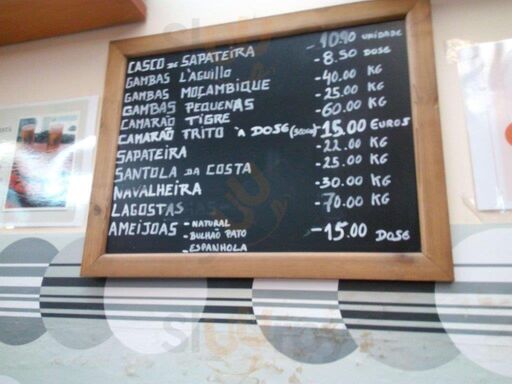 CASCO DE SAPATEIRA -10.90 UNIDADE
GAMBAS L'AGUILLO -8.50 DOSE
GAMBAS MOÇAMBIQUE -40.00 KG
GAMBAS PEQUENAS -25.00 KG
CAMARÃO TIGRE -60.00 KG
CAMARÃO TRITO À DOSE 15.00 EUROS
SAPATEIRA -22.00 KG
SANTOLA DA COSTA -25.00 KG
NAVALHEIRA -30.00 KG
LAGOSTAS -70.00 KG
AMEIJOAS - NATURAL -15.00 DOSE
- BULHÃO PATO
- ESPANHOLA